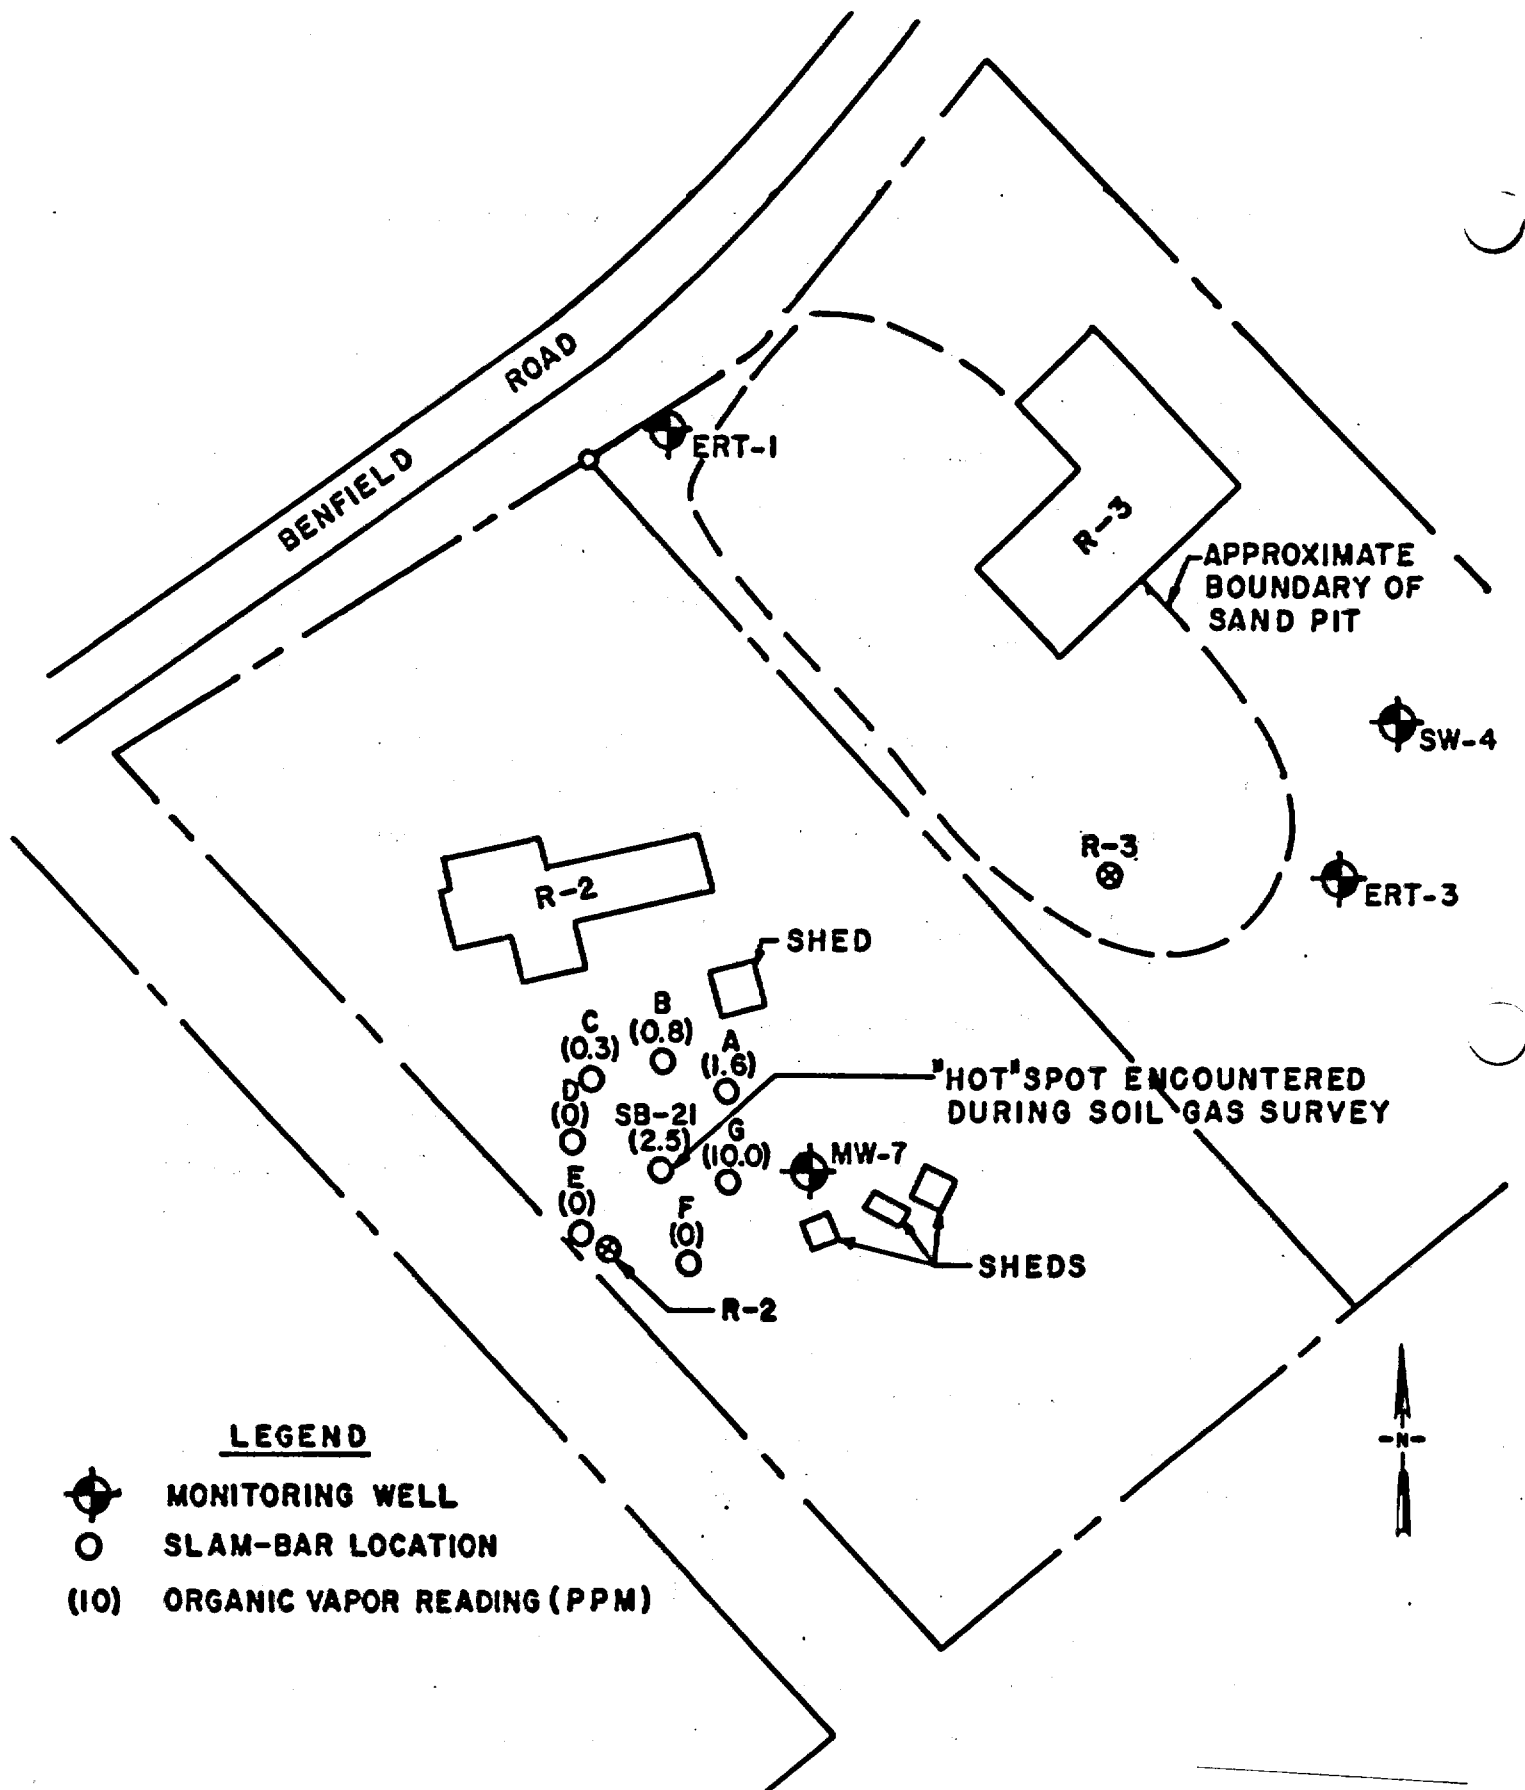 BENFIELD ROAD
ERT-1
R-3
APPROXIMATE
BOUNDARY OF
SAND PIT
SW-4
R-3
ERT-3
R-2
SHED
B
(0.8)
C
(0.3)
A
(1.6)
D
(0)
"HOT" SPOT ENCOUNTERED
DURING SOIL GAS SURVEY
SB-21
(2.5)
G
(10.0)
MW-7
E
(0)
F
(0)
SHEDS
R-2
-N-
LEGEND
MONITORING WELL
SLAM-BAR LOCATION
(10) ORGANIC VAPOR READING (PPM)